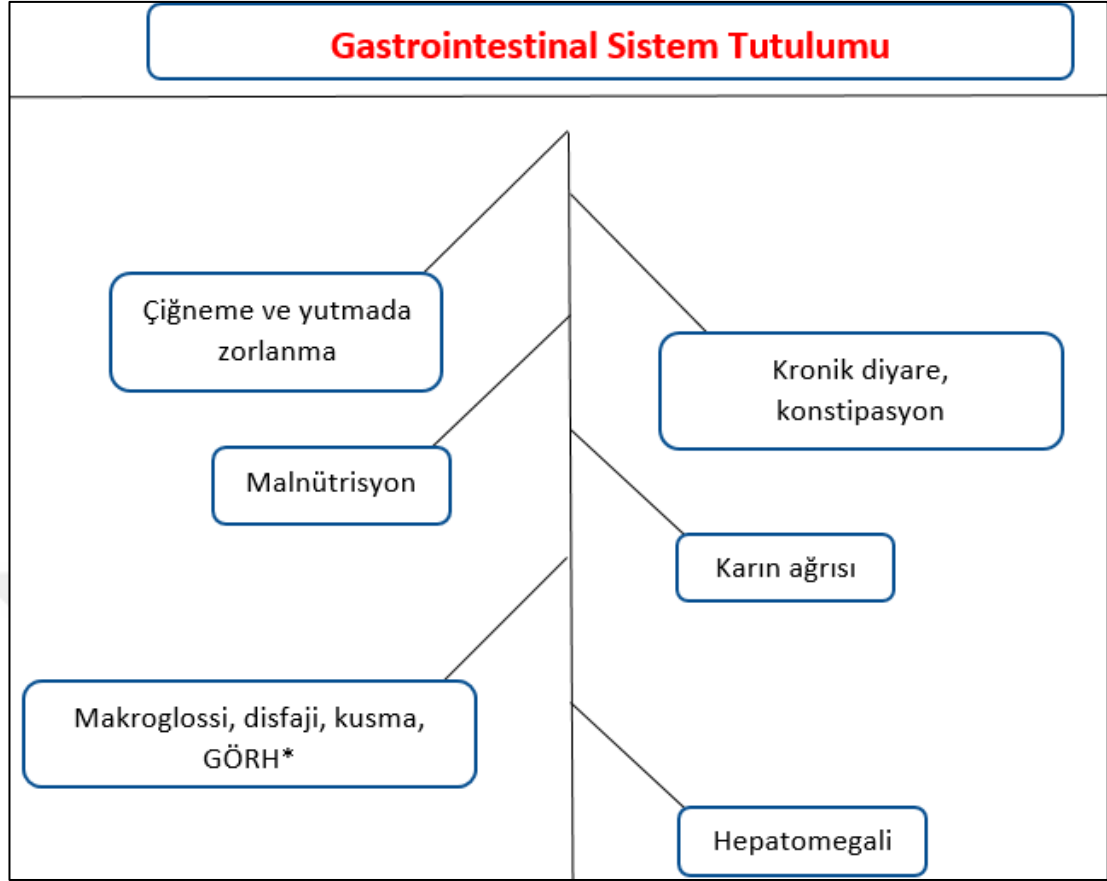 Gastrointestinal Sistem Tutulumu
Çiğneme ve yutmada
zorlanma
Kronik diyare,
konstipasyon
Malnütrisyon
Karın ağrısı
Makroglossi, disfaji, kusma,
GÖRH*
Hepatomegali